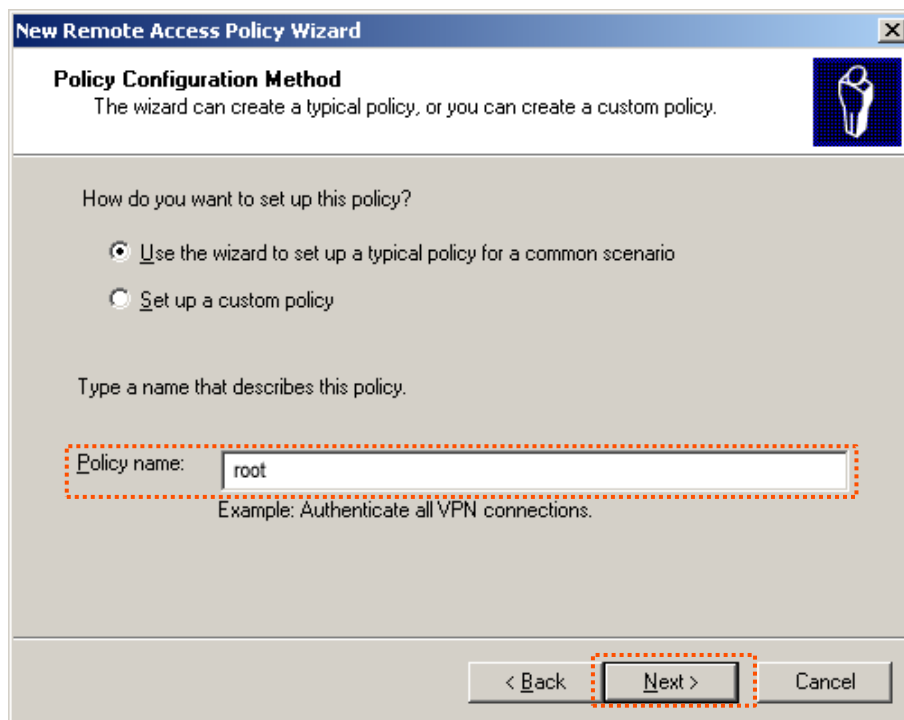 New Remote Access Policy Wizard
Policy Configuration Method
The wizard can create a typical policy, or you can create a custom policy.
How do you want to set up this policy?
Use the wizard to set up a typical policy for a common scenario
Set up a custom policy
Type a name that describes this policy.
Policy name: root
Example: Authenticate all VPN connections.
< Back Next > Cancel